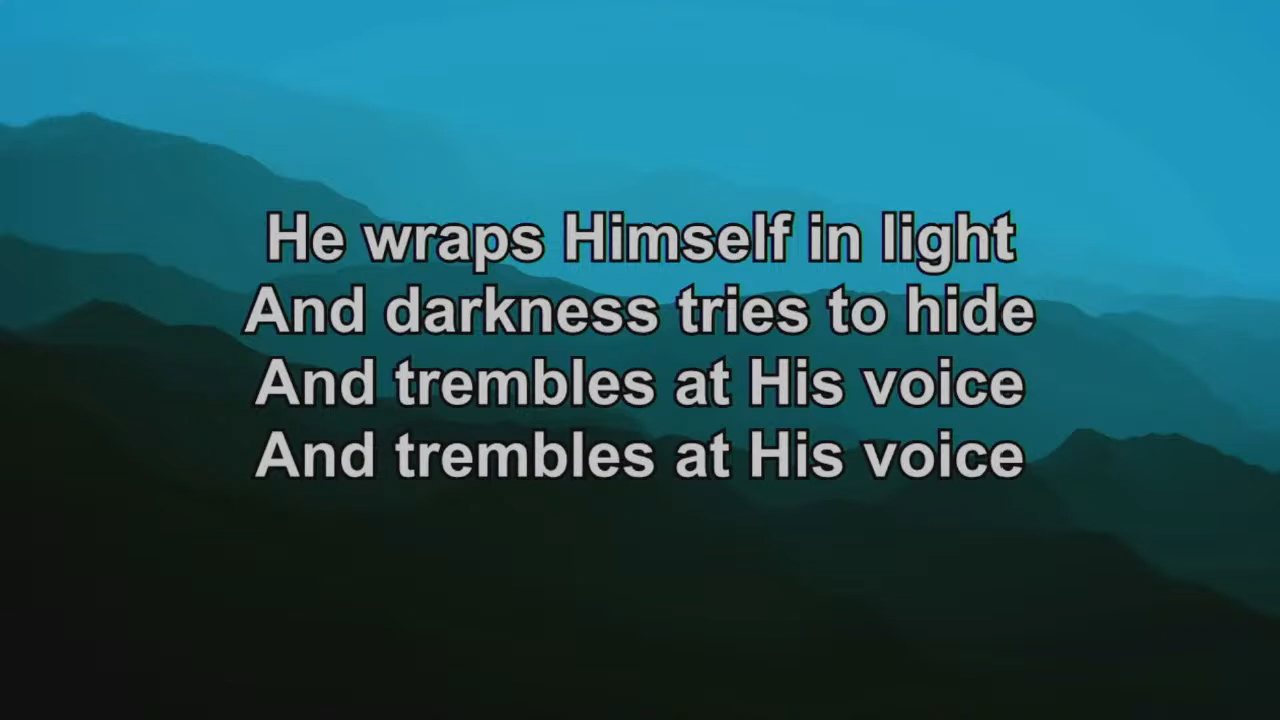 He wraps Himself in light
And darkness tries to hide
And trembles at His voice
And trembles at His voice